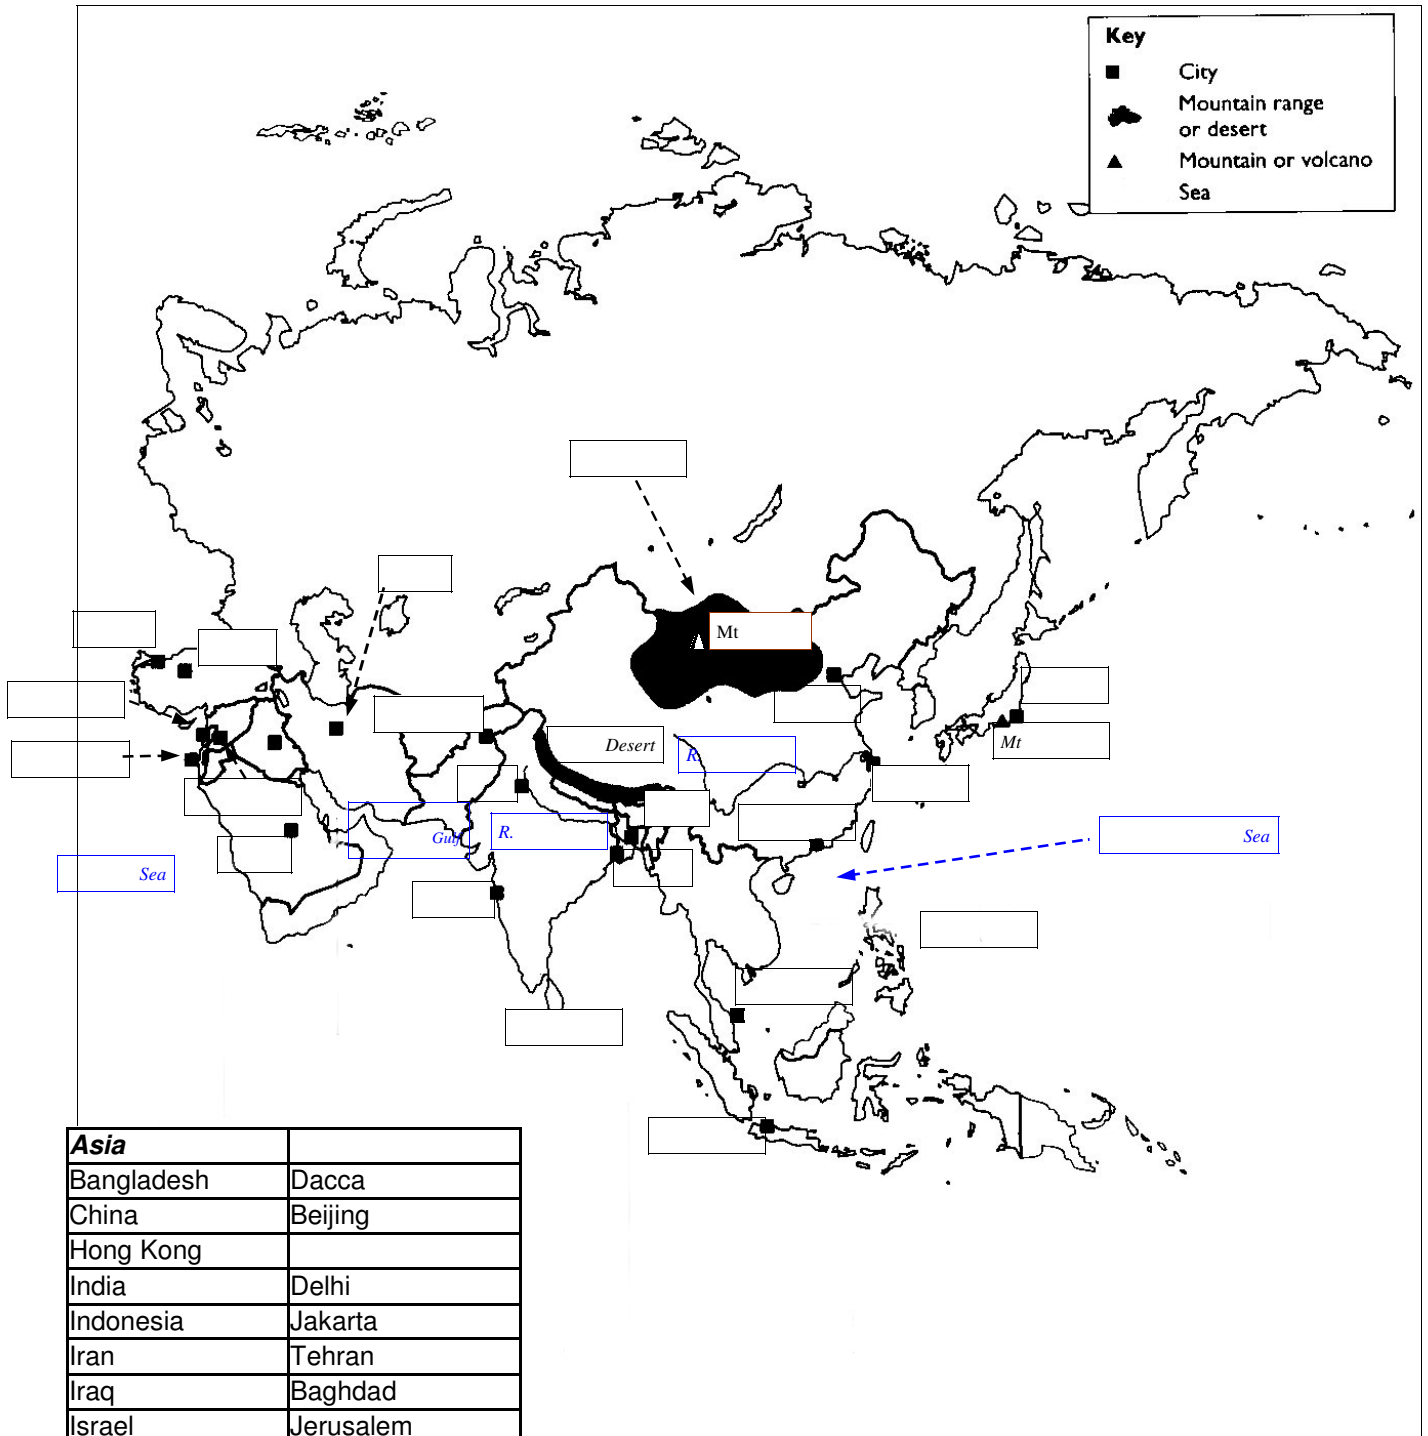 Key
City
Mountain range
or desert
Mountain or volcano
Sea
Mt
Desert
R.
Mt
Gulf
R.
Sea
Sea
Asia
Bangladesh Dacca
China Beijing
Hong Kong
India Delhi
Indonesia Jakarta
Iran Tehran
Iraq Baghdad
Israel Jerusalem